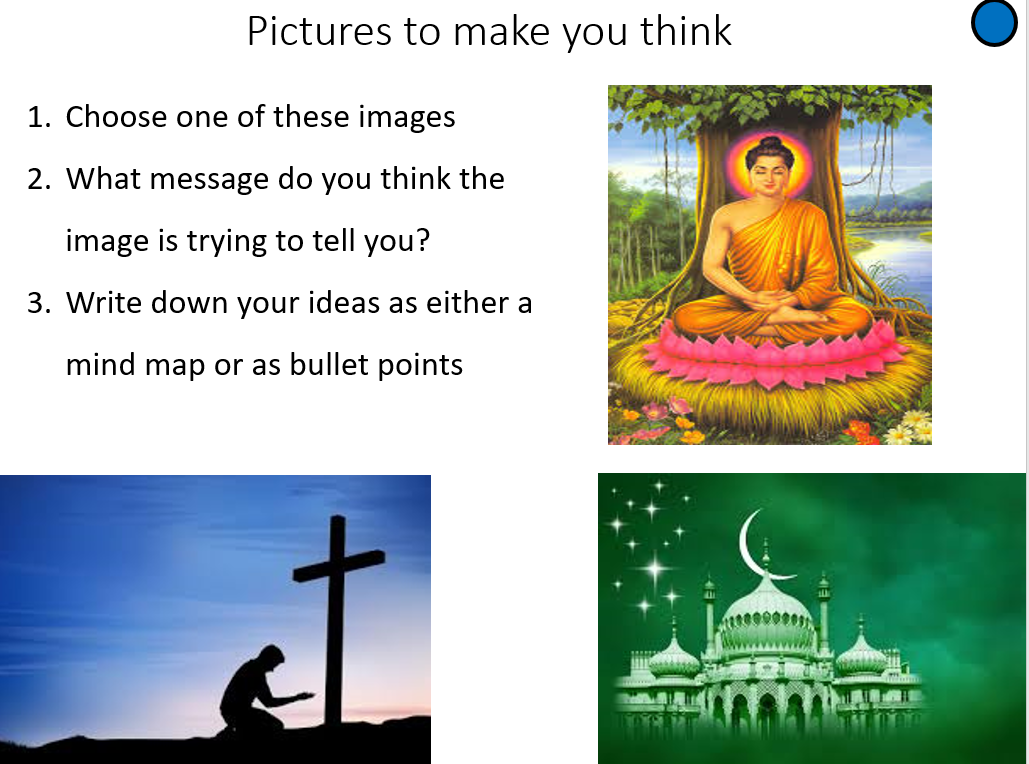 Pictures to make you think
1. Choose one of these images
2. What message do you think the
image is trying to tell you?
3. Write down your ideas as either a
mind map or as bullet points